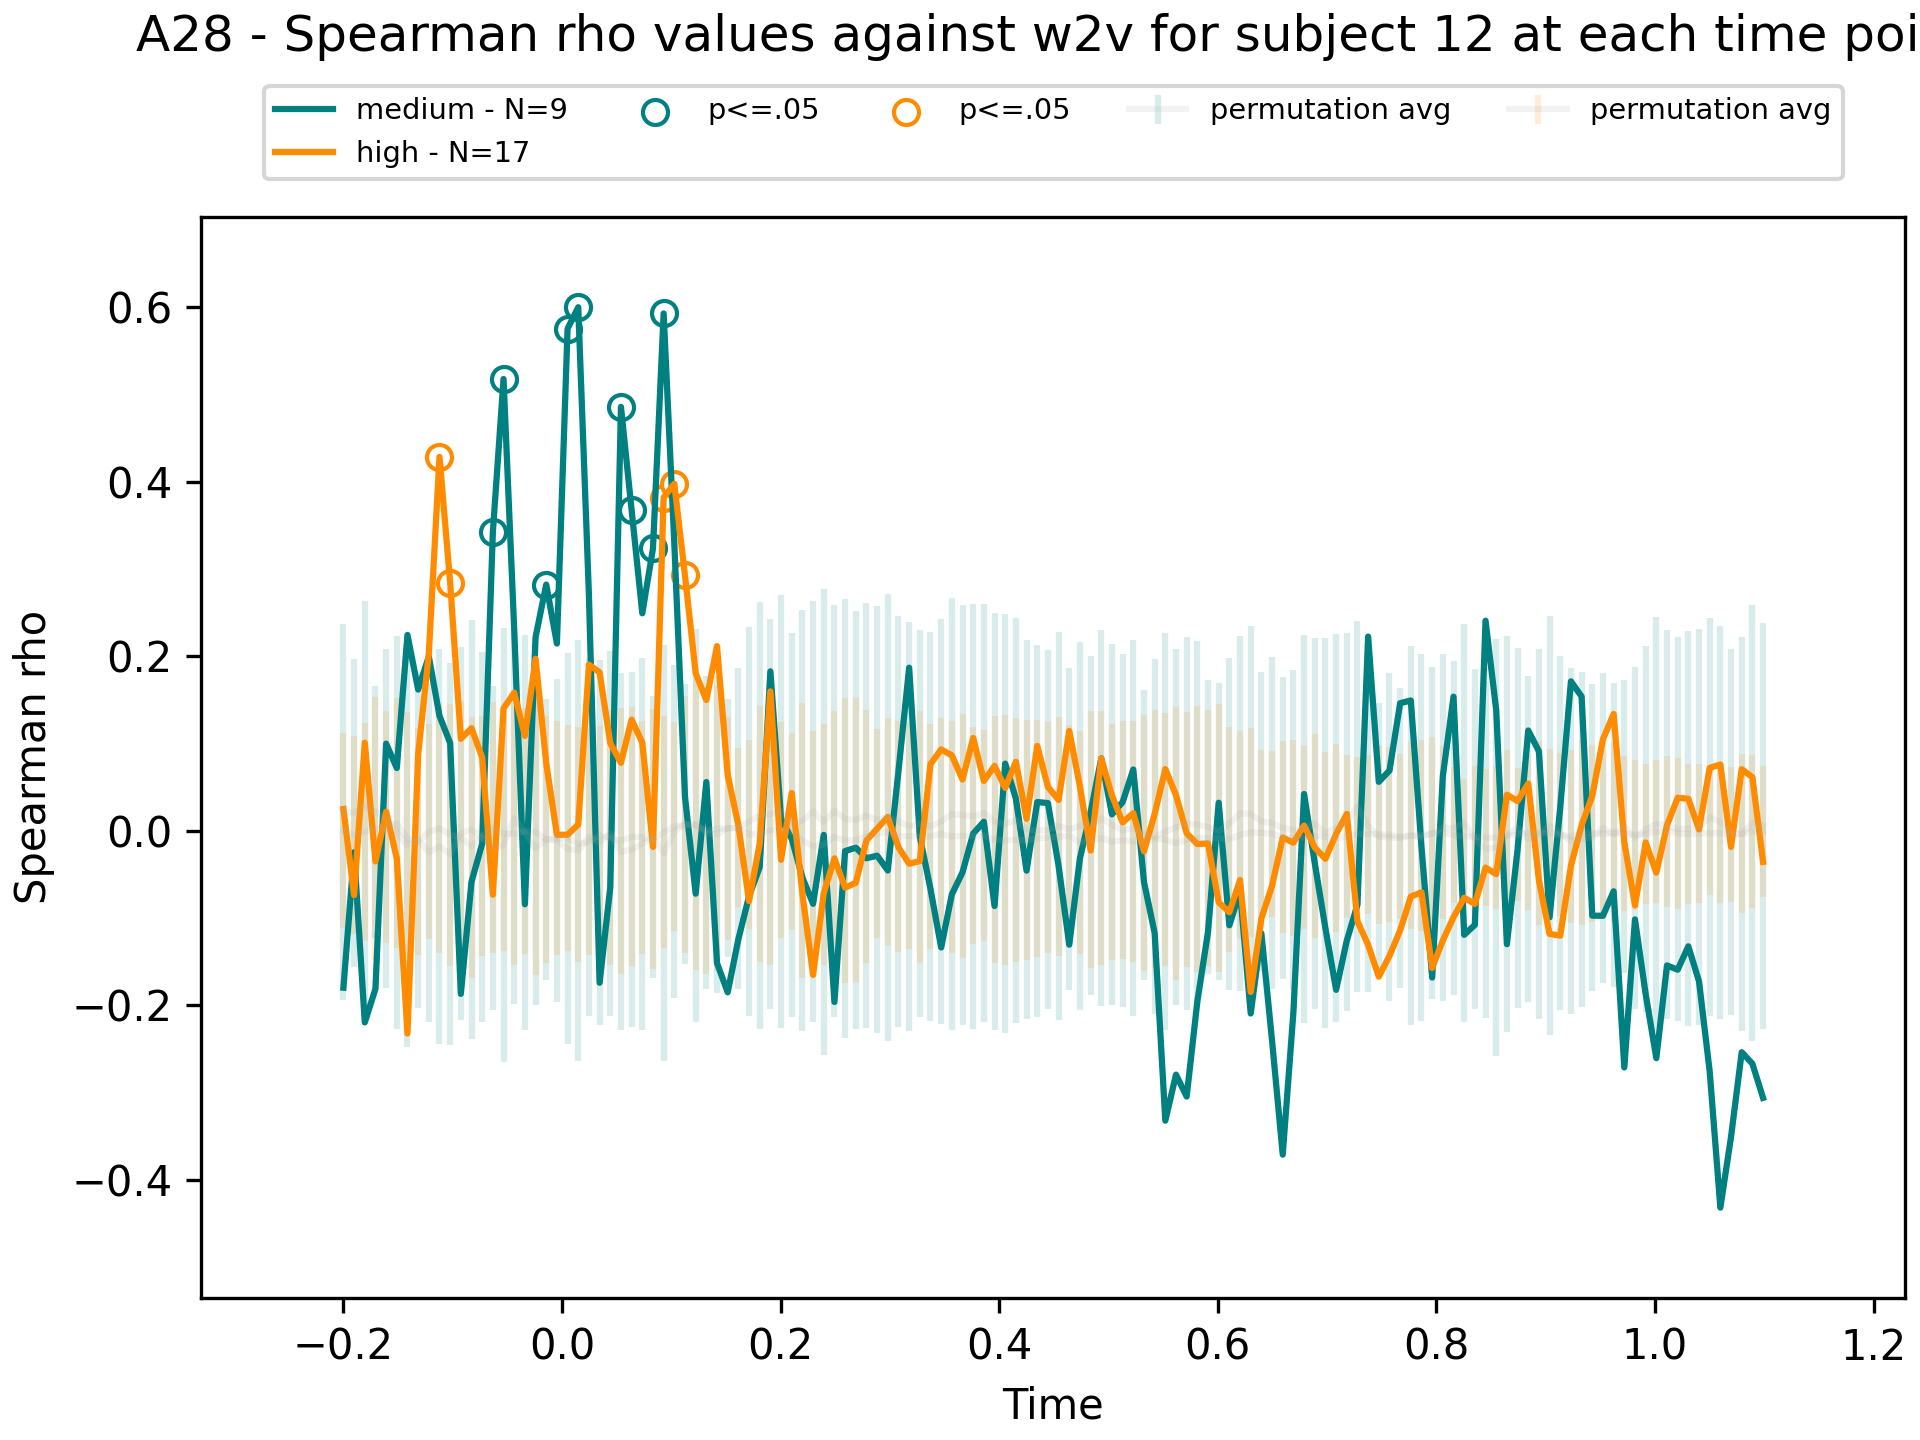 A28 - Spearman rho values against w2v for subject 12 at each time poi
medium - N=9
high - N=17
p<=.05
p<=.05
permutation avg
permutation avg
Spearman rho
0.6
0.4
0.2
0.0
−0.2
−0.4
−0.2 0.0 0.2 0.4 0.6 0.8 1.0 1.2
Time